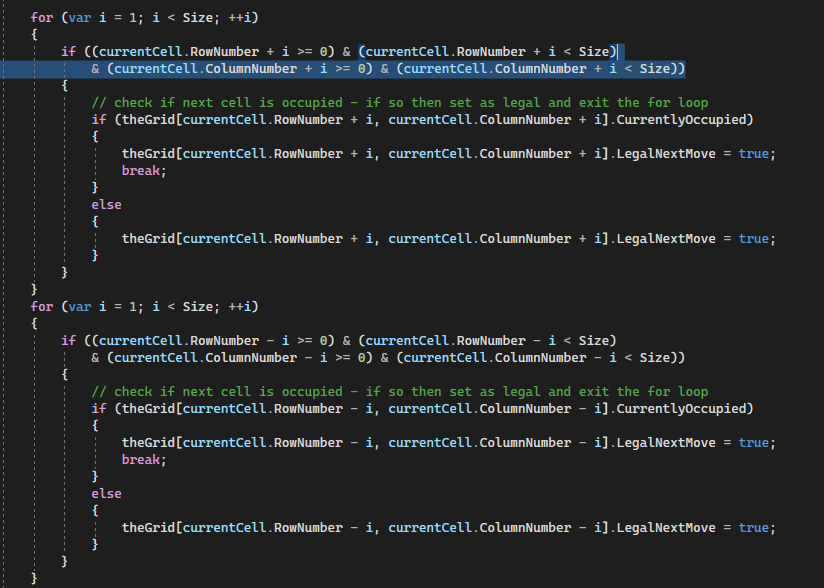 for (var i = 1; i < Size; ++i)
{
if ((currentCell.RowNumber + i >= 0) & (currentCell.RowNumber + i < Size)
& (currentCell.ColumnNumber + i >= 0) & (currentCell.ColumnNumber + i < Size))
{
// check if next cell is occupied - if so then set as legal and exit the for loop
if (theGrid[currentCell.RowNumber + i, currentCell.ColumnNumber + i].CurrentlyOccupied)
{
theGrid[currentCell.RowNumber + i, currentCell.ColumnNumber + i].LegalNextMove = true;
break;
}
else
{
theGrid[currentCell.RowNumber + i, currentCell.ColumnNumber + i].LegalNextMove = true;
}
}
}
for (var i = 1; i < Size; ++i)
{
if ((currentCell.RowNumber - i >= 0) & (currentCell.RowNumber - i < Size)
& (currentCell.ColumnNumber - i >= 0) & (currentCell.ColumnNumber - i < Size))
{
// check if next cell is occupied - if so then set as legal and exit the for loop
if (theGrid[currentCell.RowNumber - i, currentCell.ColumnNumber - i].CurrentlyOccupied)
{
theGrid[currentCell.RowNumber - i, currentCell.ColumnNumber - i].LegalNextMove = true;
break;
}
else
{
theGrid[currentCell.RowNumber - i, currentCell.ColumnNumber - i].LegalNextMove = true;
}
}
}